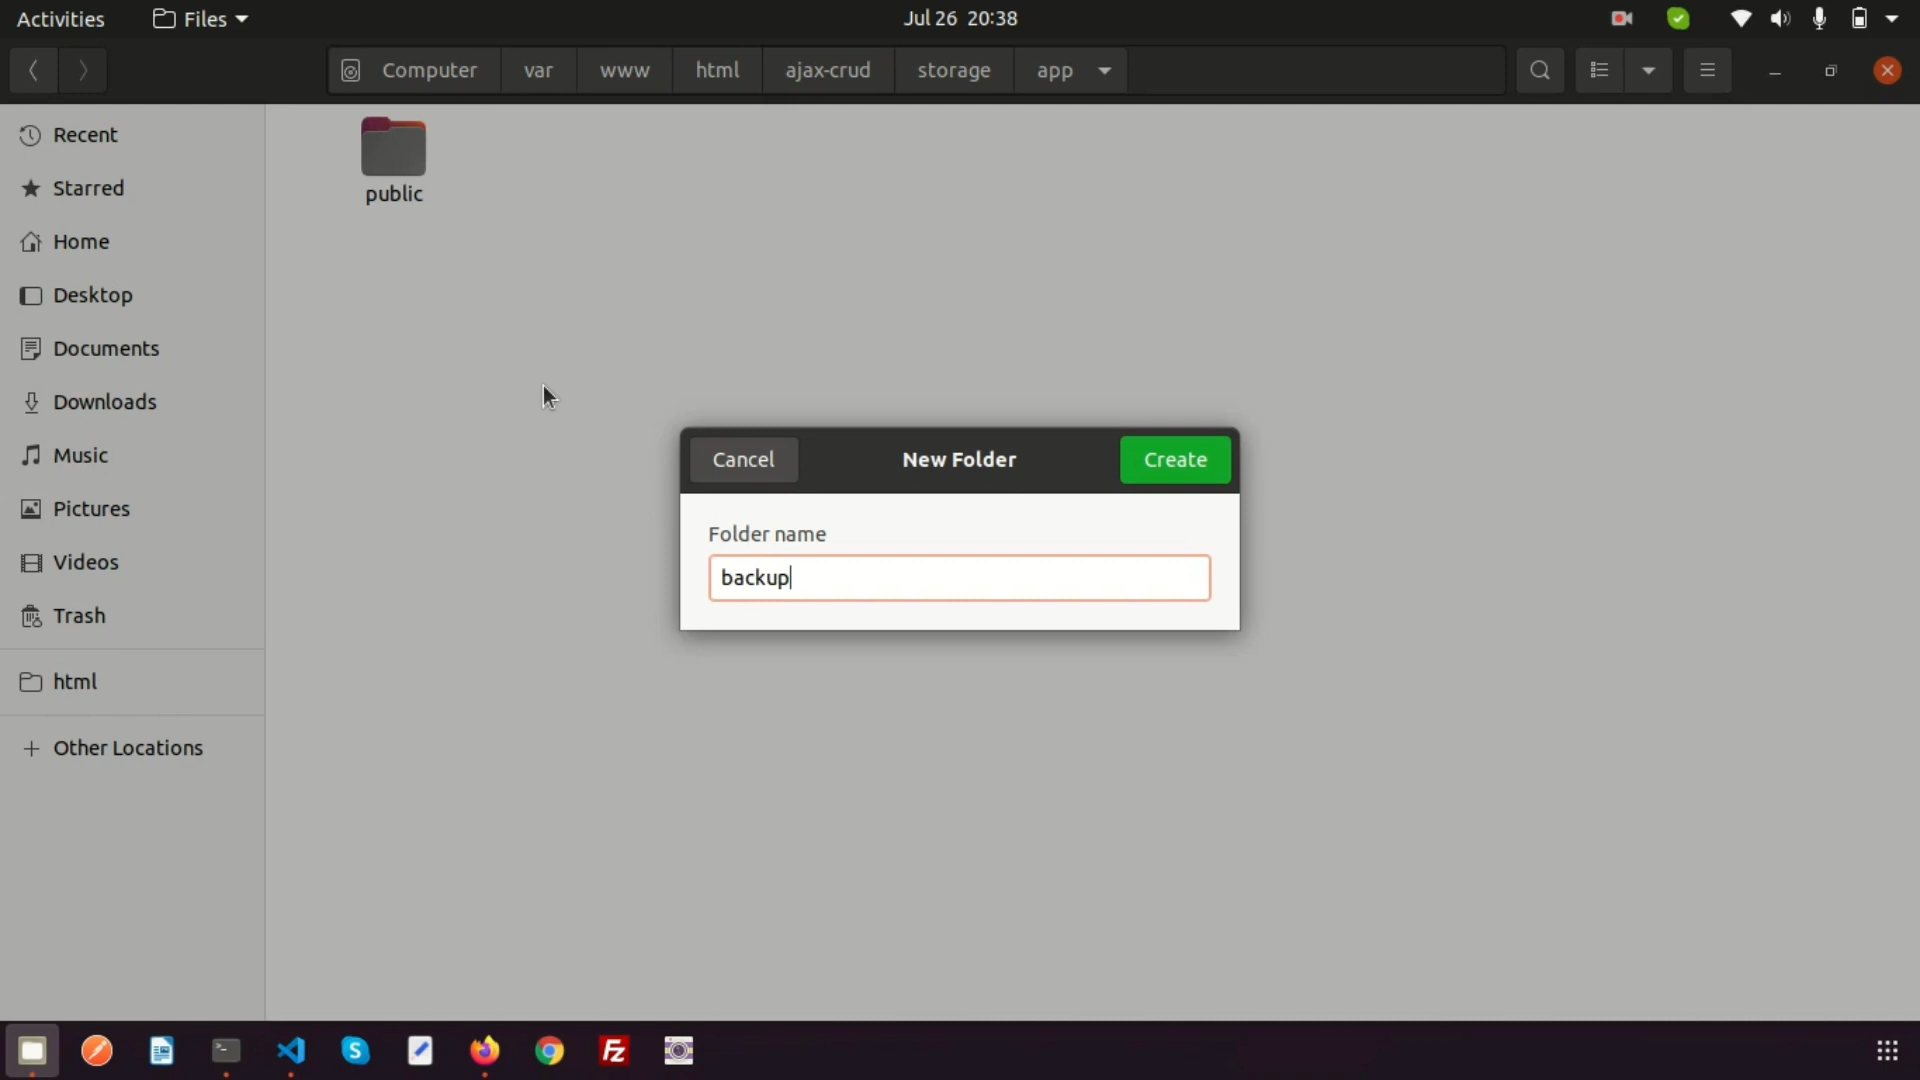 Activities Files Jul 26 20:38
Computer var www html ajax-crud storage app
Recent
Starred
Home
Desktop
Documents
Downloads
Music
Pictures
Videos
Trash
html
Other Locations
public
Cancel New Folder Create
Folder name
backup